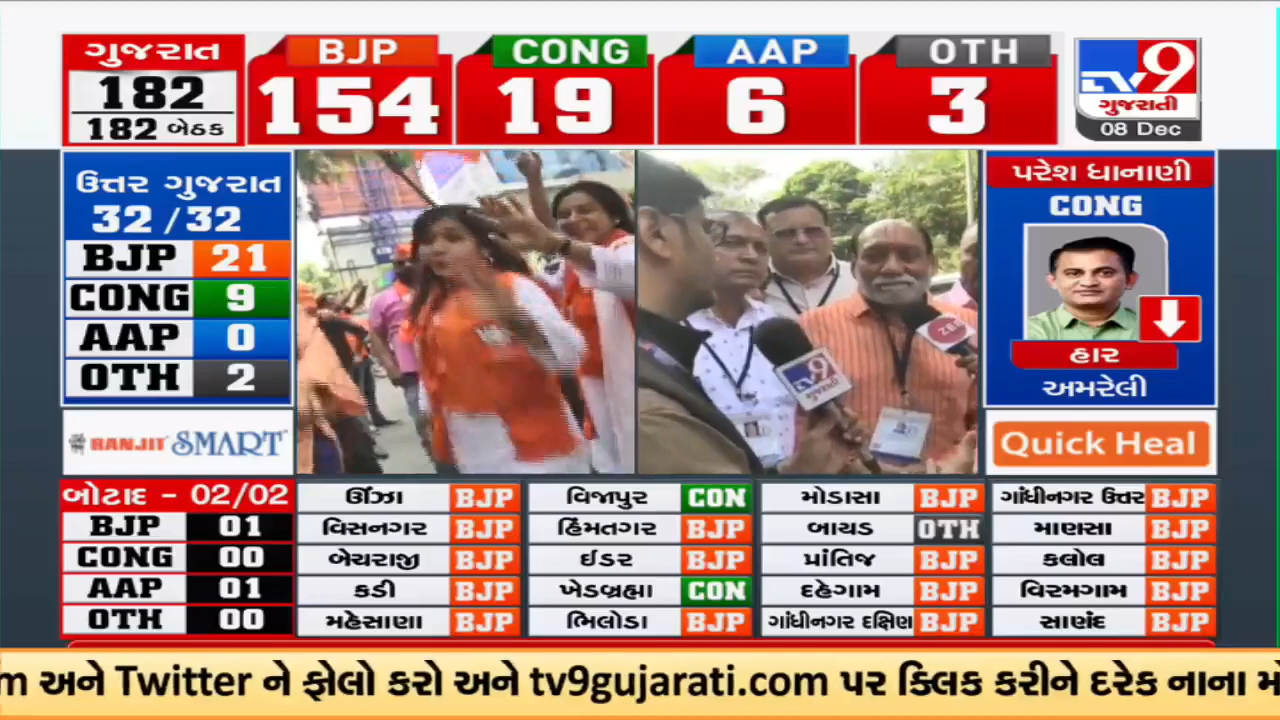 ગુજરાત
182
182 બેઠક
BJP
154
CONG
19
AAP
6
OTH
3
TV9
ગુજરાતી
08 Dec
ઉત્તર ગુજરાત
32/32
BJP 21
CONG 9
AAP 0
OTH 2
RANJIT SMART
પરેશ ધાનાણી
CONG
હાર
અમરેલી
Quick Heal
TV9
ગુજરાતી
ZEE
બોટાદ - 02/02
BJP 01
CONG 00
AAP 01
OTH 00
ઊંઝા BJP વિજાપુર CON મોડાસા BJP ગાંધીનગર ઉત્તર BJP
વિસનગર BJP હિંમતગર BJP બાયડ OTH માણસા BJP
બેચરાજી BJP ઈડર BJP પ્રાંતિજ BJP કલોલ BJP
કડી BJP ખેડબ્રહ્મા CON દહેગામ BJP વિરમગામ BJP
મહેસાણા BJP ભિલોડા BJP ગાંધીનગર દક્ષિણ BJP સાણંદ BJP
m અને Twitter ને ફોલો કરો અને tv9gujarati.com પર ક્લિક કરીને દરેક નાના મ